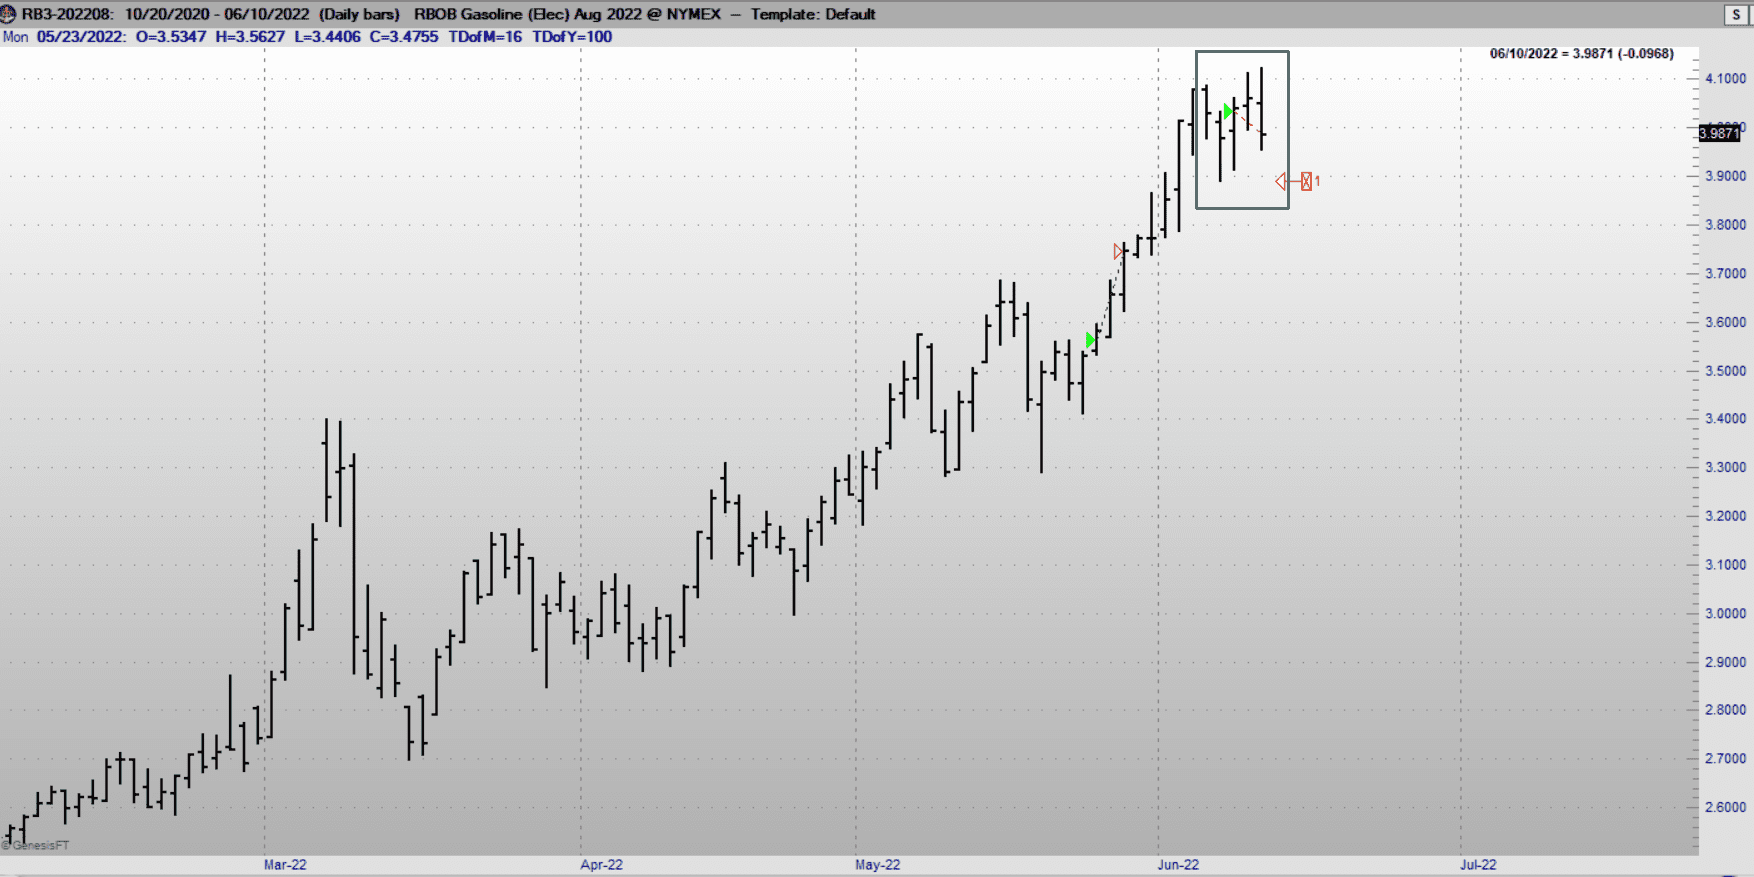 RB3-202208: 10/20/2020 - 06/10/2022 (Daily bars) RBOB Gasoline (Elec) Aug 2022 @ NYMEX — Template: Default
S
Mon 05/23/2022: O=3.5347 H=3.5627 L=3.4406 C=3.4755 TDofM=16 TDofY=100
06/10/2022 = 3.9871 (-0.0968)
4.1000
3.9871
3.9000
1
3.8000
3.7000
3.6000
3.5000
3.4000
3.3000
3.2000
3.1000
3.0000
2.9000
2.8000
2.7000
2.6000
© GenesisFT
Mar-22 Apr-22 May-22 Jun-22 Jul-22